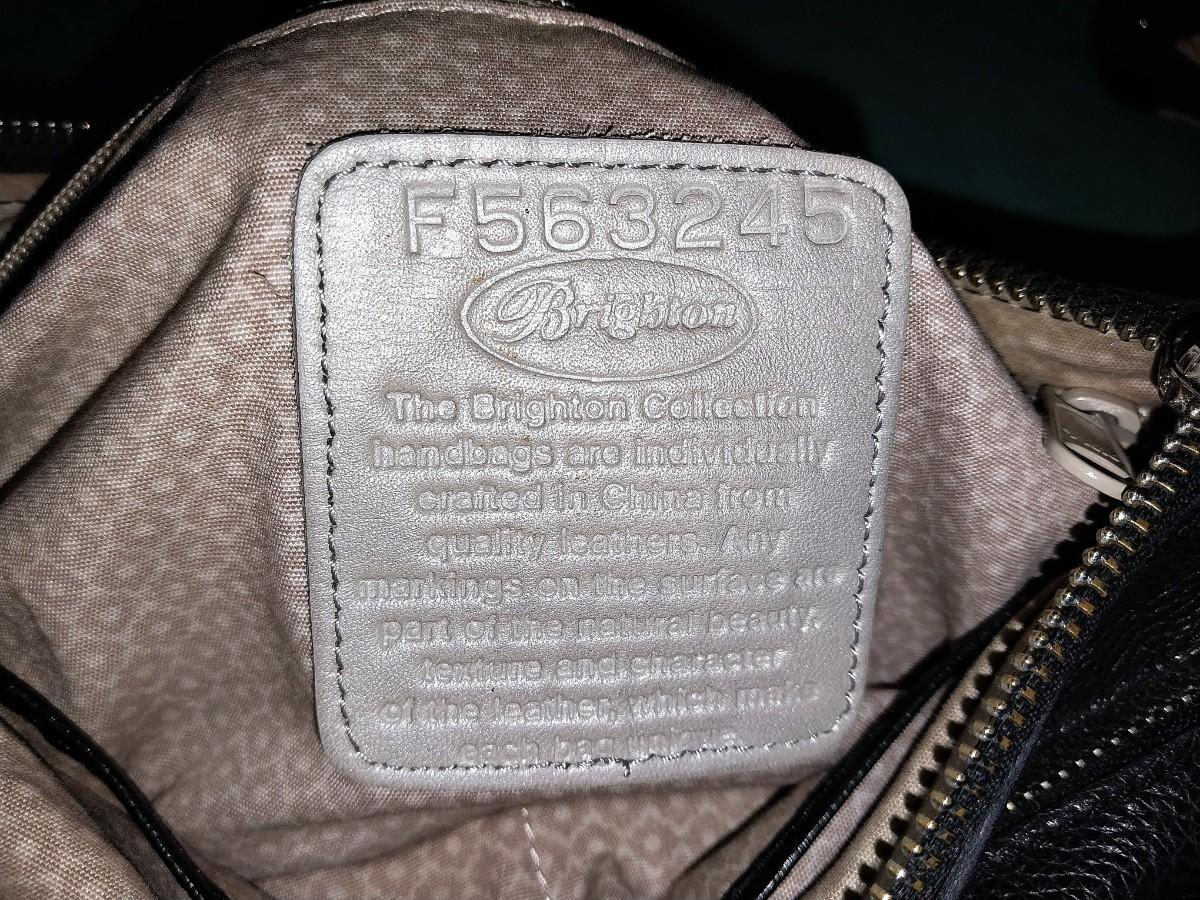 F563245
Brighton
The Brighton Collection
handbags are individually
crafted in China from
quality leathers. Any
markings on the surface are
part of the natural beauty,
texture and character
of the leather, which make
each bag unique.